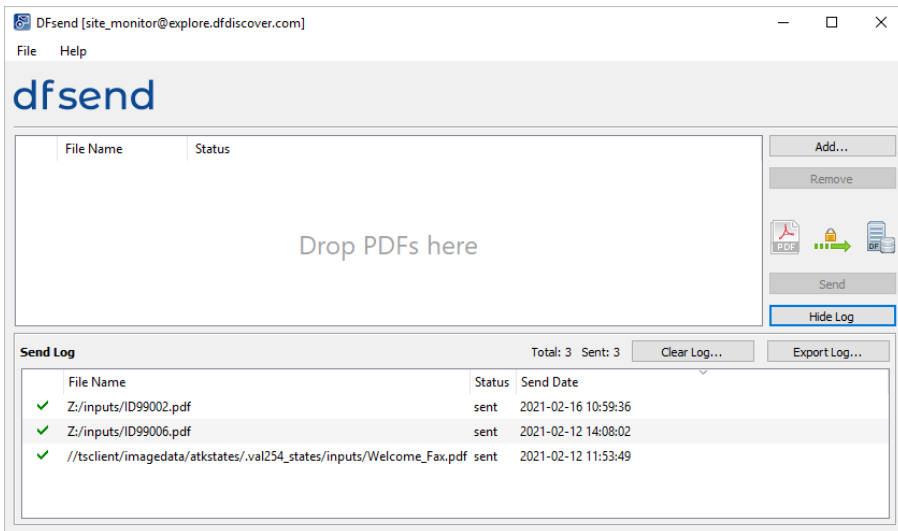 DFsend [site_monitor@explore.dfdiscover.com]
File Help
dfsend
File Name Status
Add...
Remove
Drop PDFs here
PDF DF
Send
Hide Log
Send Log Total: 3 Sent: 3 Clear Log... Export Log...
File Name Status Send Date
Z:/inputs/ID99002.pdf sent 2021-02-16 10:59:36
Z:/inputs/ID99006.pdf sent 2021-02-12 14:08:02
//tsclient/imagedata/atkstates/.val254_states/inputs/Welcome_Fax.pdf sent 2021-02-12 11:53:49